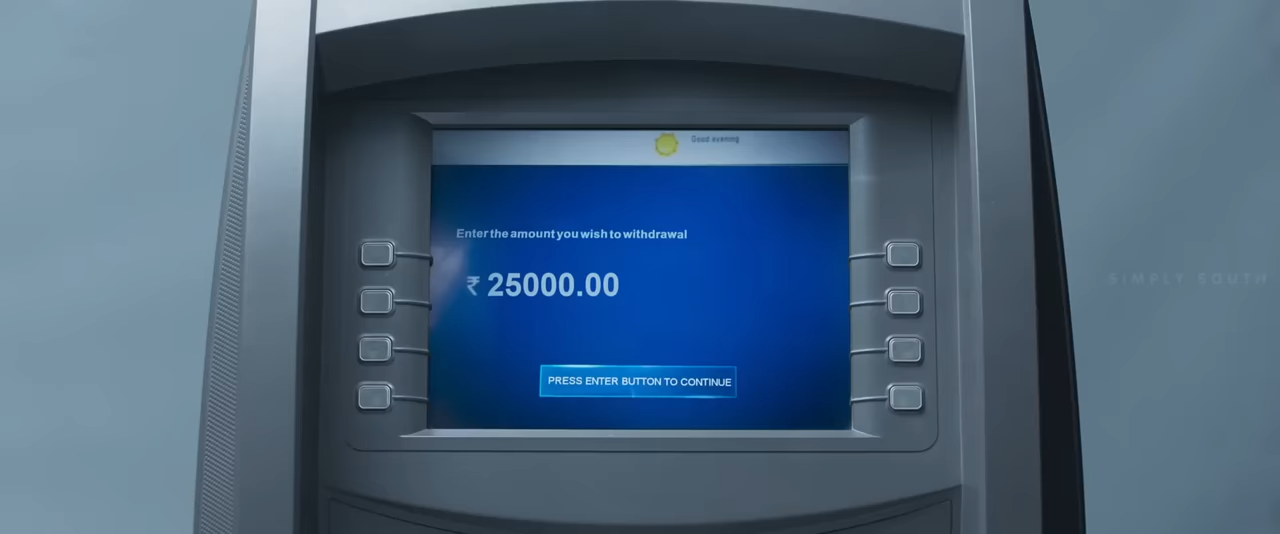 Good evening
Enter the amount you wish to withdrawal
₹ 25000.00
PRESS ENTER BUTTON TO CONTINUE
SIMPLY SOUTH